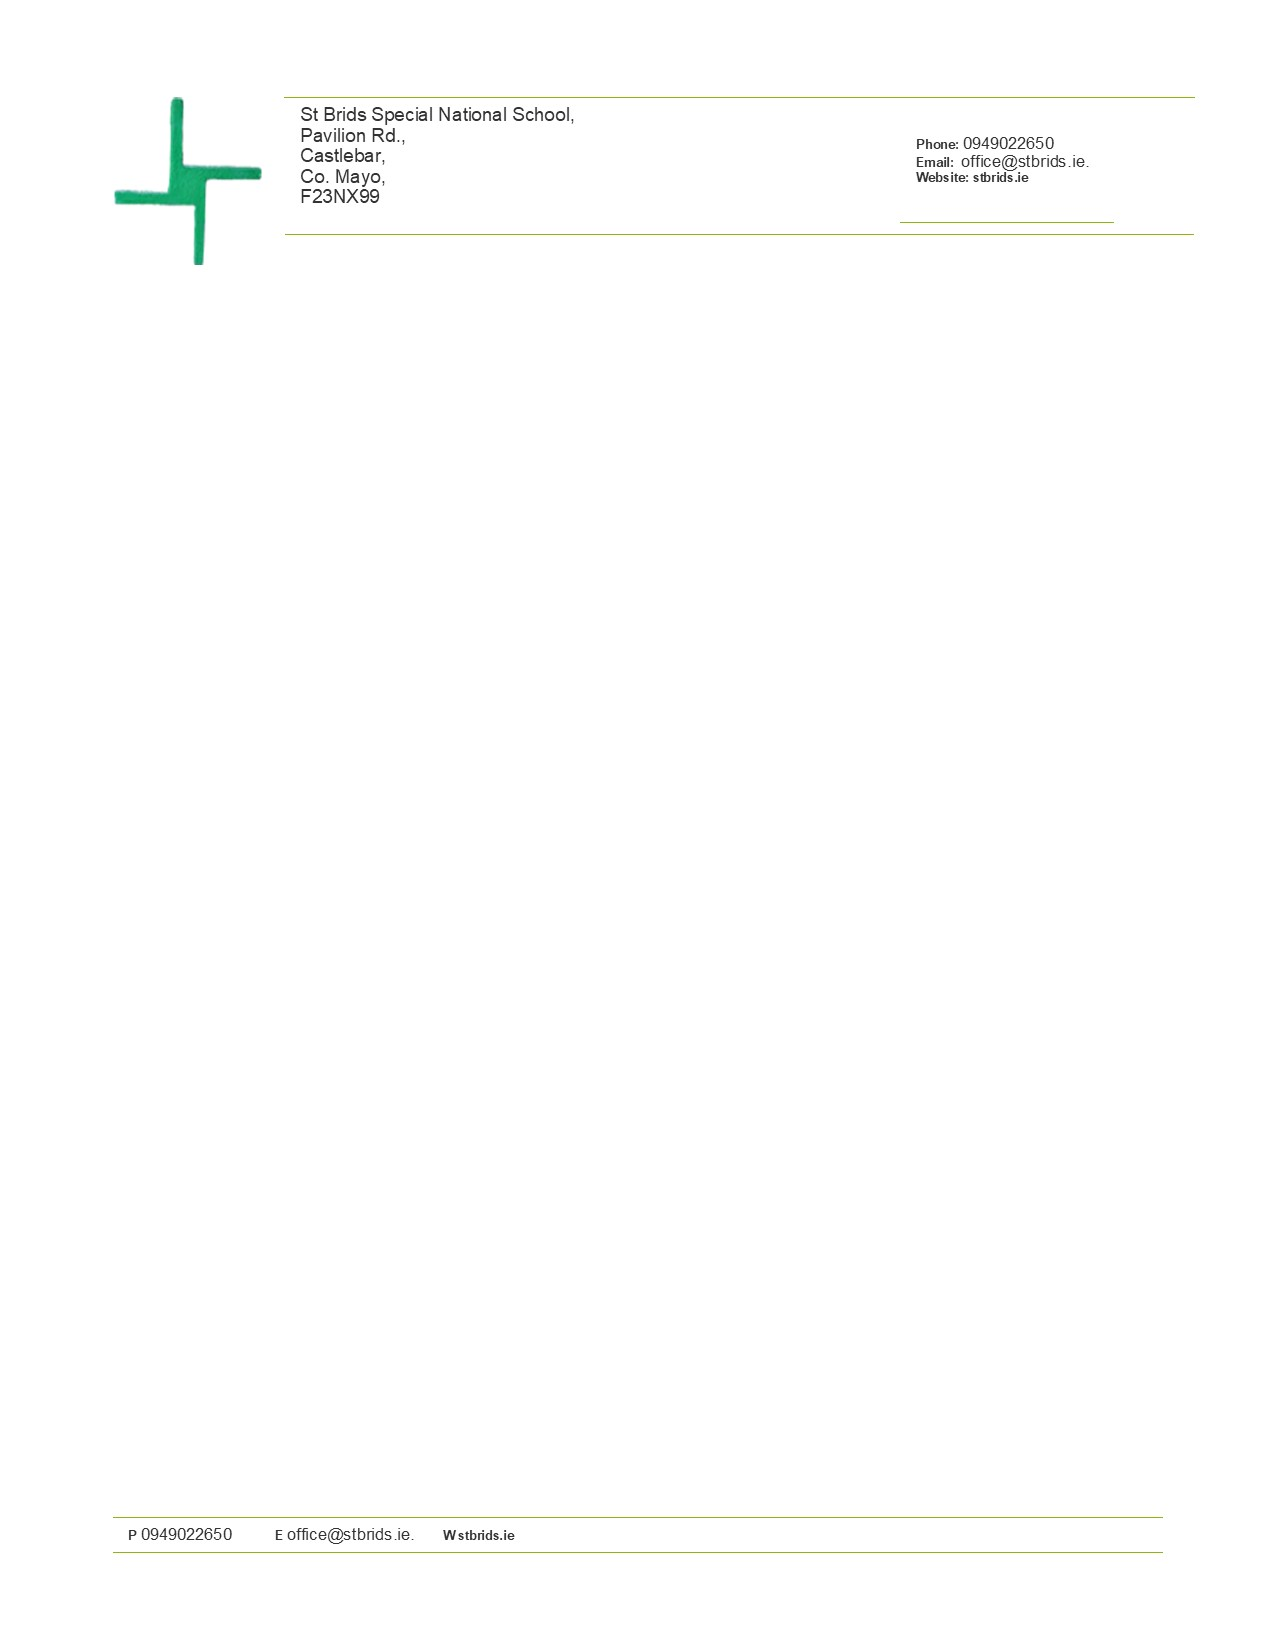 St Brids Special National School,
Pavilion Rd.,
Castlebar,
Co. Mayo,
F23NX99
Phone: 0949022650
Email: office@stbrids.ie.
Website: stbrids.ie
P 0949022650 E office@stbrids.ie. W stbrids.ie